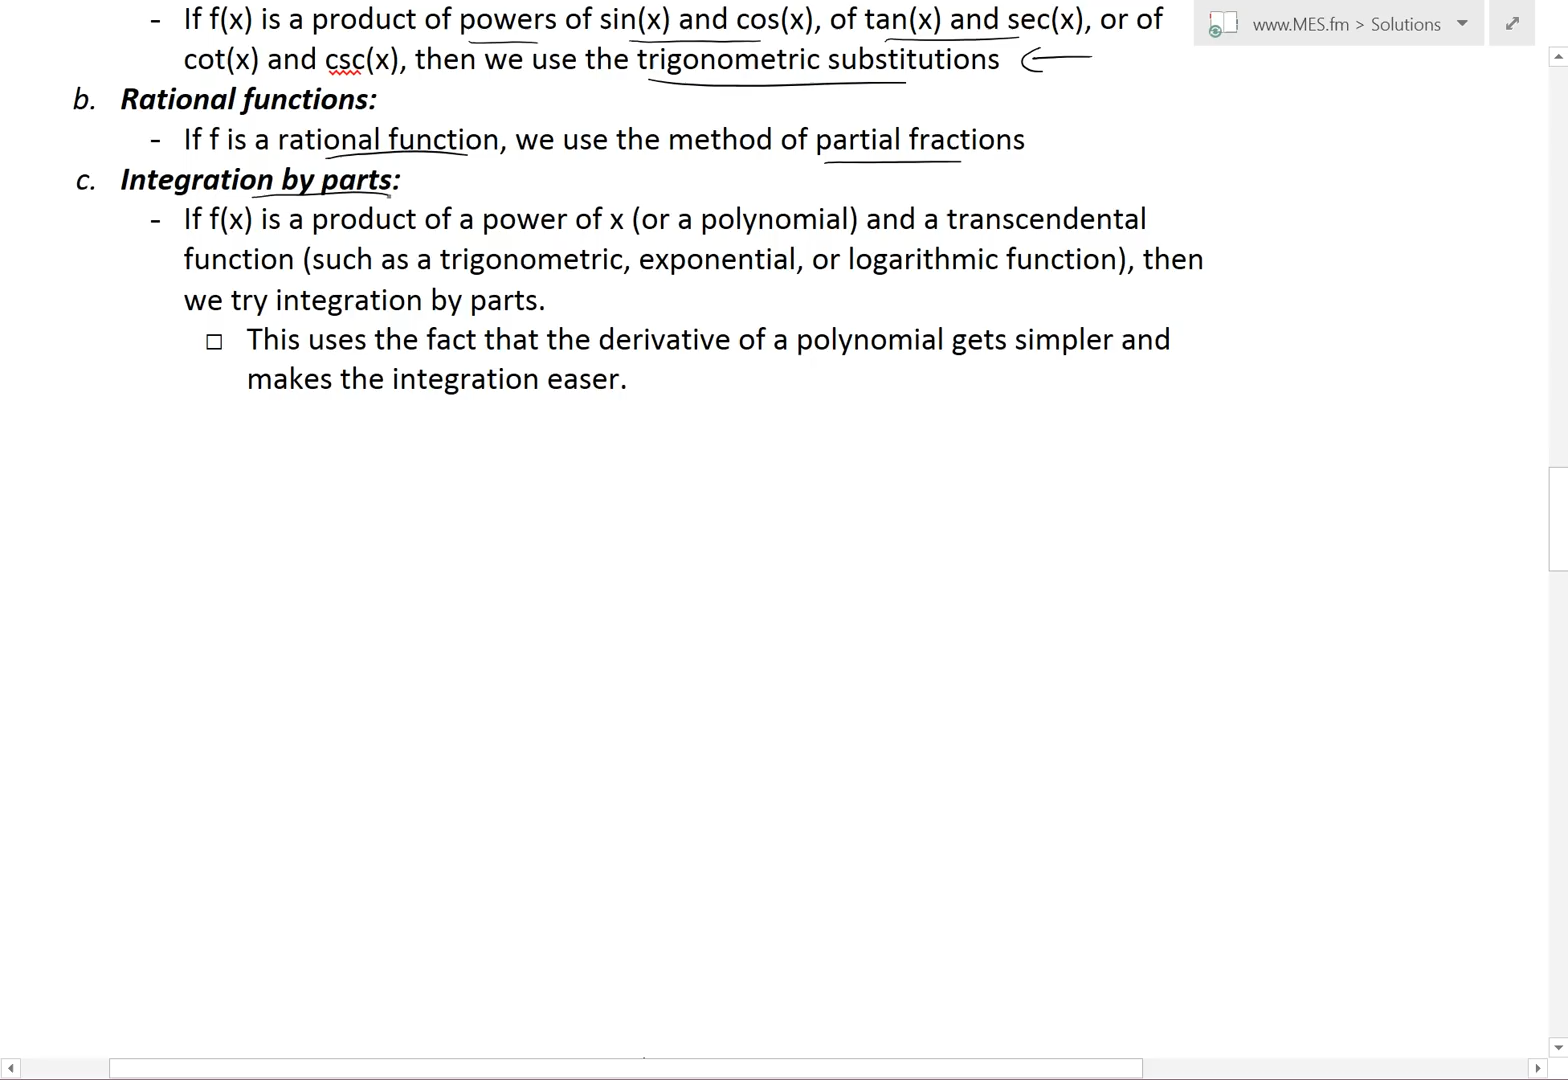 - If f(x) is a product of powers of sin(x) and cos(x), of tan(x) and sec(x), or of
www.MES.fm > Solutions
cot(x) and csc(x), then we use the trigonometric substitutions
b. Rational functions:
- If f is a rational function, we use the method of partial fractions
c. Integration by parts:
- If f(x) is a product of a power of x (or a polynomial) and a transcendental
function (such as a trigonometric, exponential, or logarithmic function), then
we try integration by parts.
This uses the fact that the derivative of a polynomial gets simpler and
makes the integration easer.